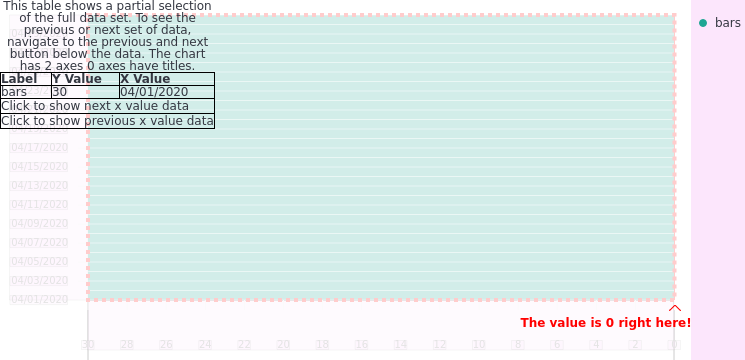 This table shows a partial selection
of the full data set. To see the
previous or next set of data,
navigate to the previous and next
button below the data. The chart
has 2 axes 0 axes have titles.
Label Y Value X Value
bars 30 04/01/2020
Click to show next x value data
Click to show previous x value data
bars
04/17/2020
04/15/2020
04/13/2020
04/11/2020
04/09/2020
04/07/2020
04/05/2020
04/03/2020
04/01/2020
The value is 0 right here!
30 28 26 24 22 20 18 16 14 12 10 8 6 4 2 0